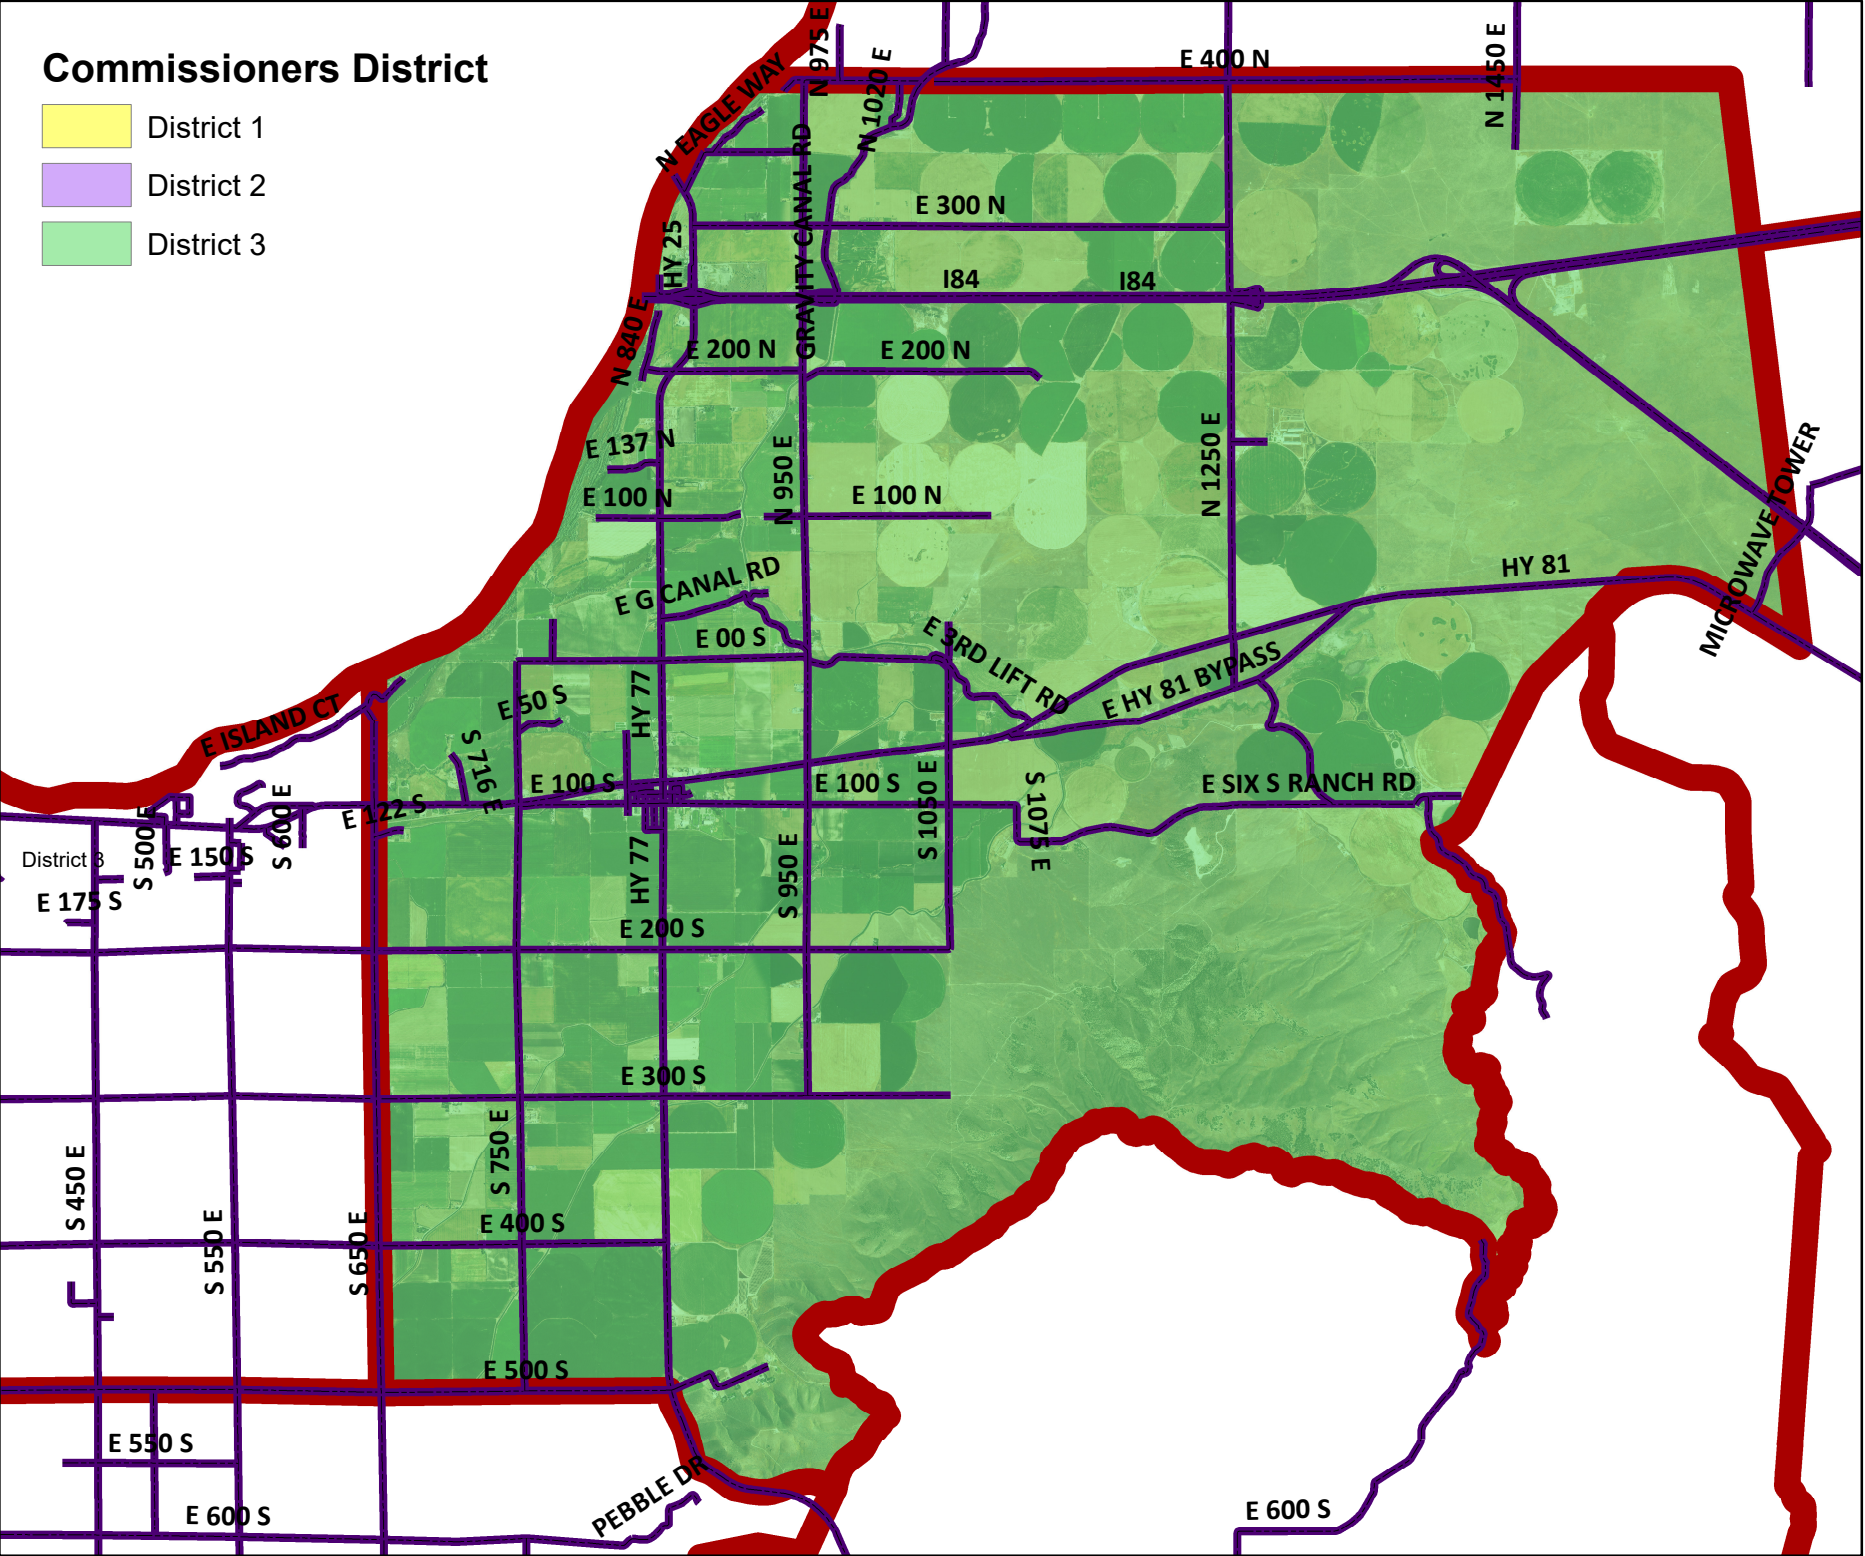 Commissioners District
District 1
District 2
District 3
N 975 E
E 400 N
N 1450 E
N 1020 E
N EAGLE WAY
GRAVITY CANAL RD
E 300 N
HY 25
I84
I84
N 840 E
E 200 N
E 200 N
N 1250 E
E 137 N
N 950 E
E 100 N
E 100 N
MICROWAVE TOWER
HY 81
E G CANAL RD
E 00 S
E 3RD LIFT RD
E HY 81 BYPASS
HY 77
E 50 S
E ISLAND CT
S 716 E
E 100 S
E 100 S
S 1050 E
S 1075 E
E SIX S RANCH RD
E 122 S
S 500 E
S 600 E
District 3
E 150 S
HY 77
S 950 E
E 175 S
E 200 S
E 300 S
S 750 E
S 450 E
S 550 E
S 650 E
E 400 S
E 500 S
E 550 S
PEBBLE DR
E 600 S
E 600 S